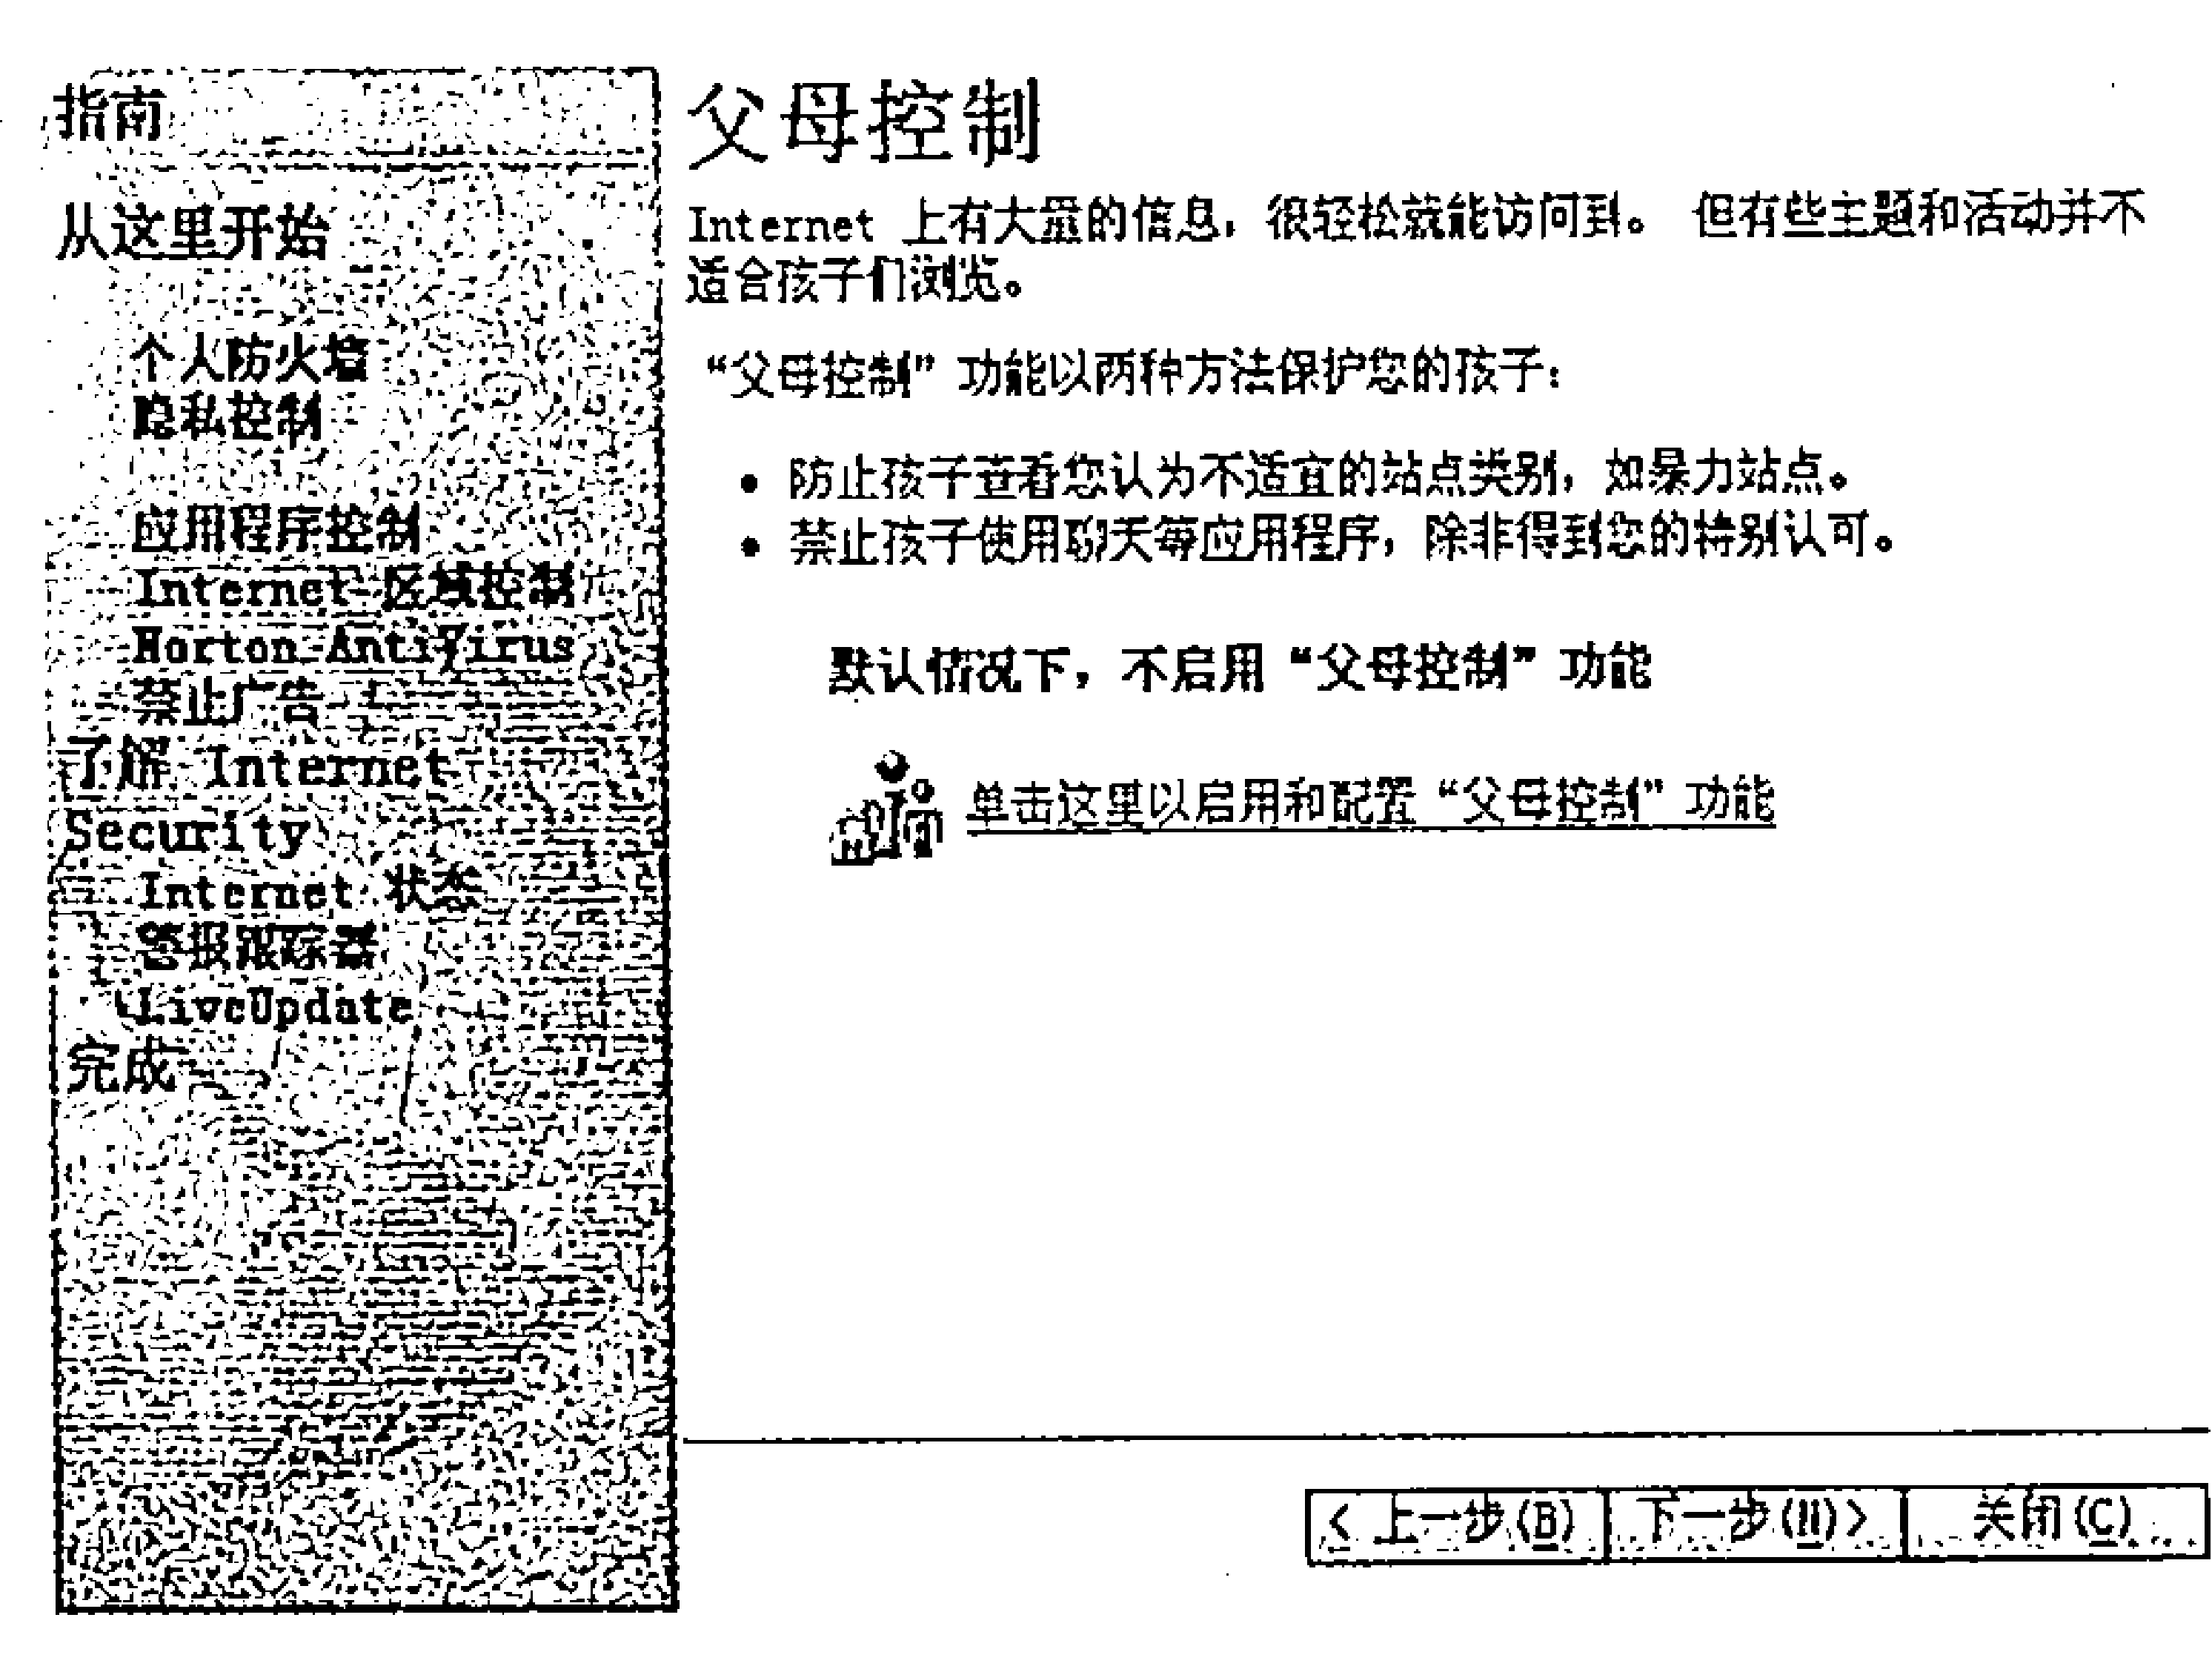 指南
从这里开始
个人防火墙
隐私控制
应用程序控制
Internet 区域控制
Norton AntiVirus
禁止广告
了解 Internet
Security
Internet 状态
警报跟踪器
LiveUpdate
完成
父母控制
Internet 上有大量的信息，很轻松就能访问到。 但有些主题和活动并不
适合孩子们浏览。
“父母控制”功能以两种方法保护您的孩子：
• 防止孩子查看您认为不适宜的站点类别，如暴力站点。
• 禁止孩子使用聊天等应用程序，除非得到您的特别认可。
默认情况下，不启用“父母控制”功能
单击这里以启用和配置“父母控制”功能
< 上一步(B) 下一步(N)> 关闭(C)